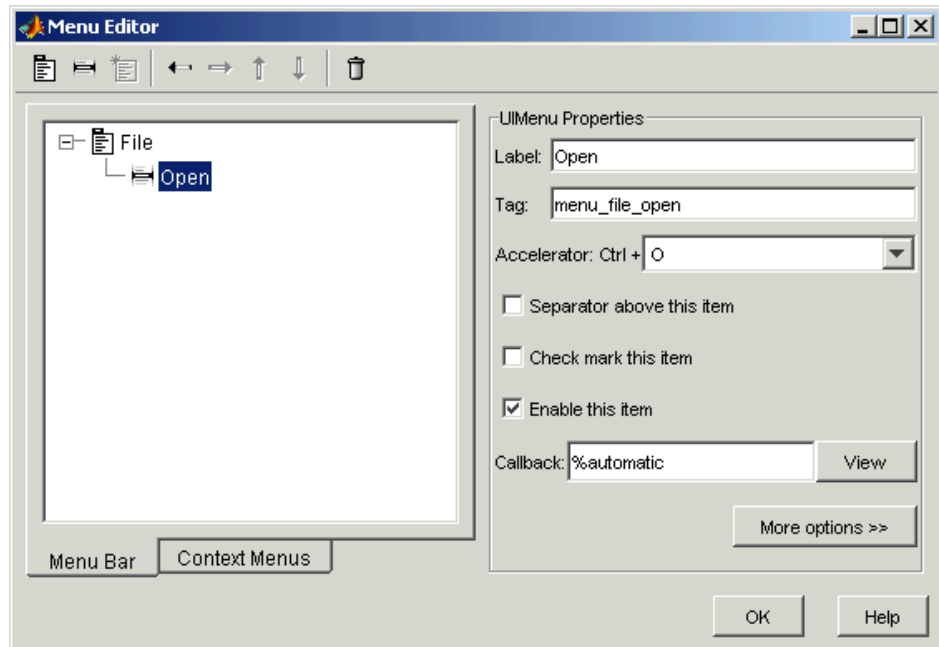 Menu Editor
File
Open
Menu Bar
Context Menus
UIMenu Properties
Label: Open
Tag: menu_file_open
Accelerator: Ctrl + O
Separator above this item
Check mark this item
Enable this item
Callback: %automatic View
More options >>
OK Help